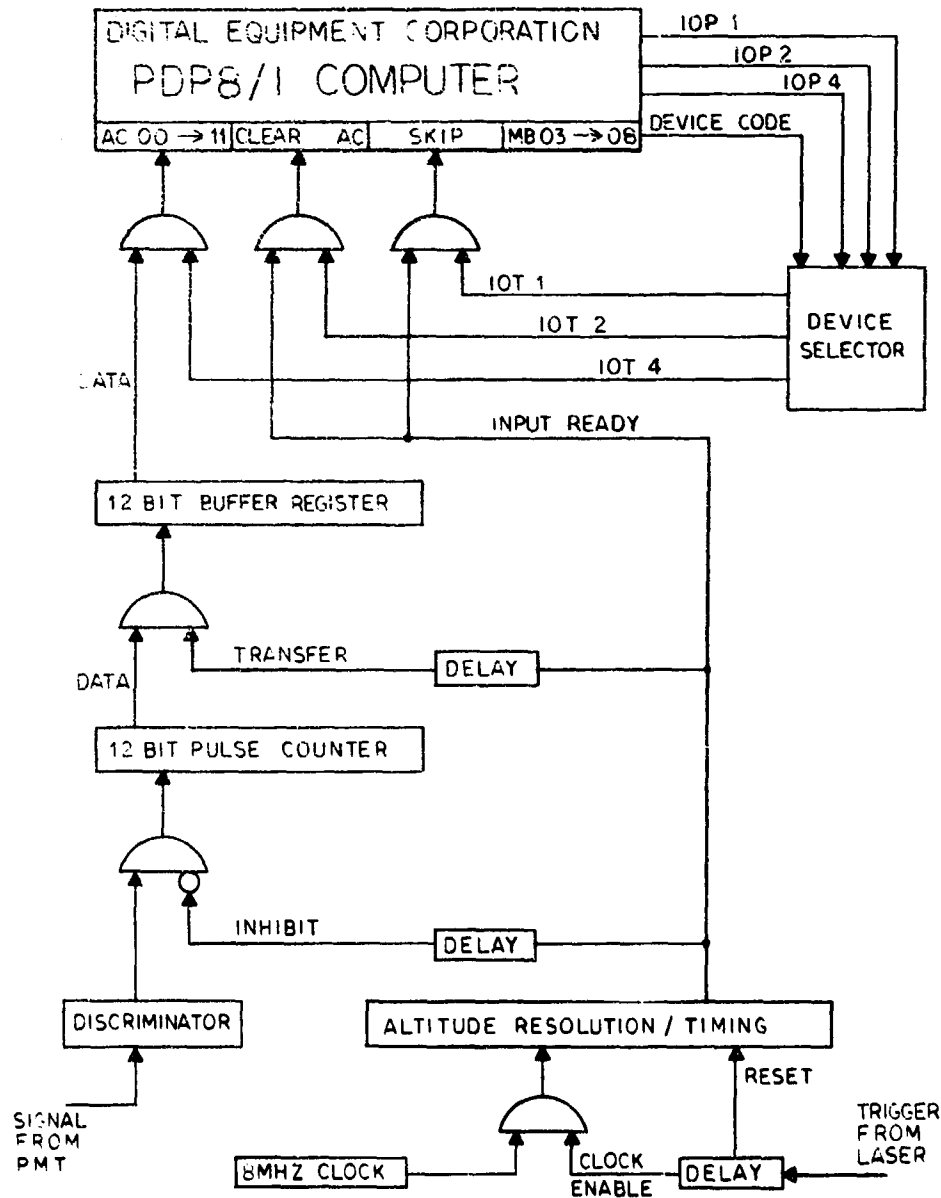 DIGITAL EQUIPMENT CORPORATION
PDP8/I COMPUTER
AC 00 → 11
CLEAR AC
SKIP
MB 03 → 08
IOP 1
IOP 2
IOP 4
DEVICE CODE
IOT 1
IOT 2
IOT 4
DEVICE
SELECTOR
DATA
INPUT READY
12 BIT BUFFER REGISTER
TRANSFER
DELAY
DATA
12 BIT PULSE COUNTER
INHIBIT
DELAY
DISCRIMINATOR
ALTITUDE RESOLUTION / TIMING
RESET
SIGNAL
FROM
PMT
TRIGGER
FROM
LASER
8MHZ CLOCK
CLOCK
ENABLE
DELAY